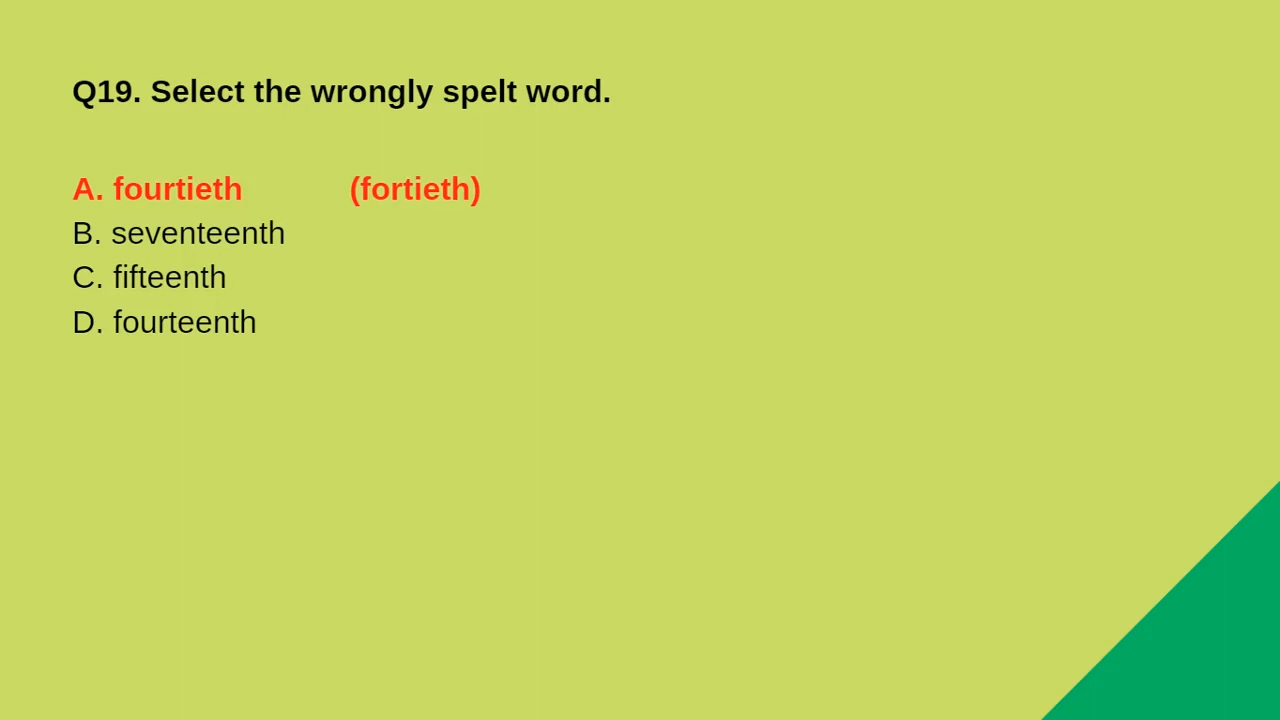 Q19. Select the wrongly spelt word.
A. fourtieth (fortieth)
B. seventeenth
C. fifteenth
D. fourteenth